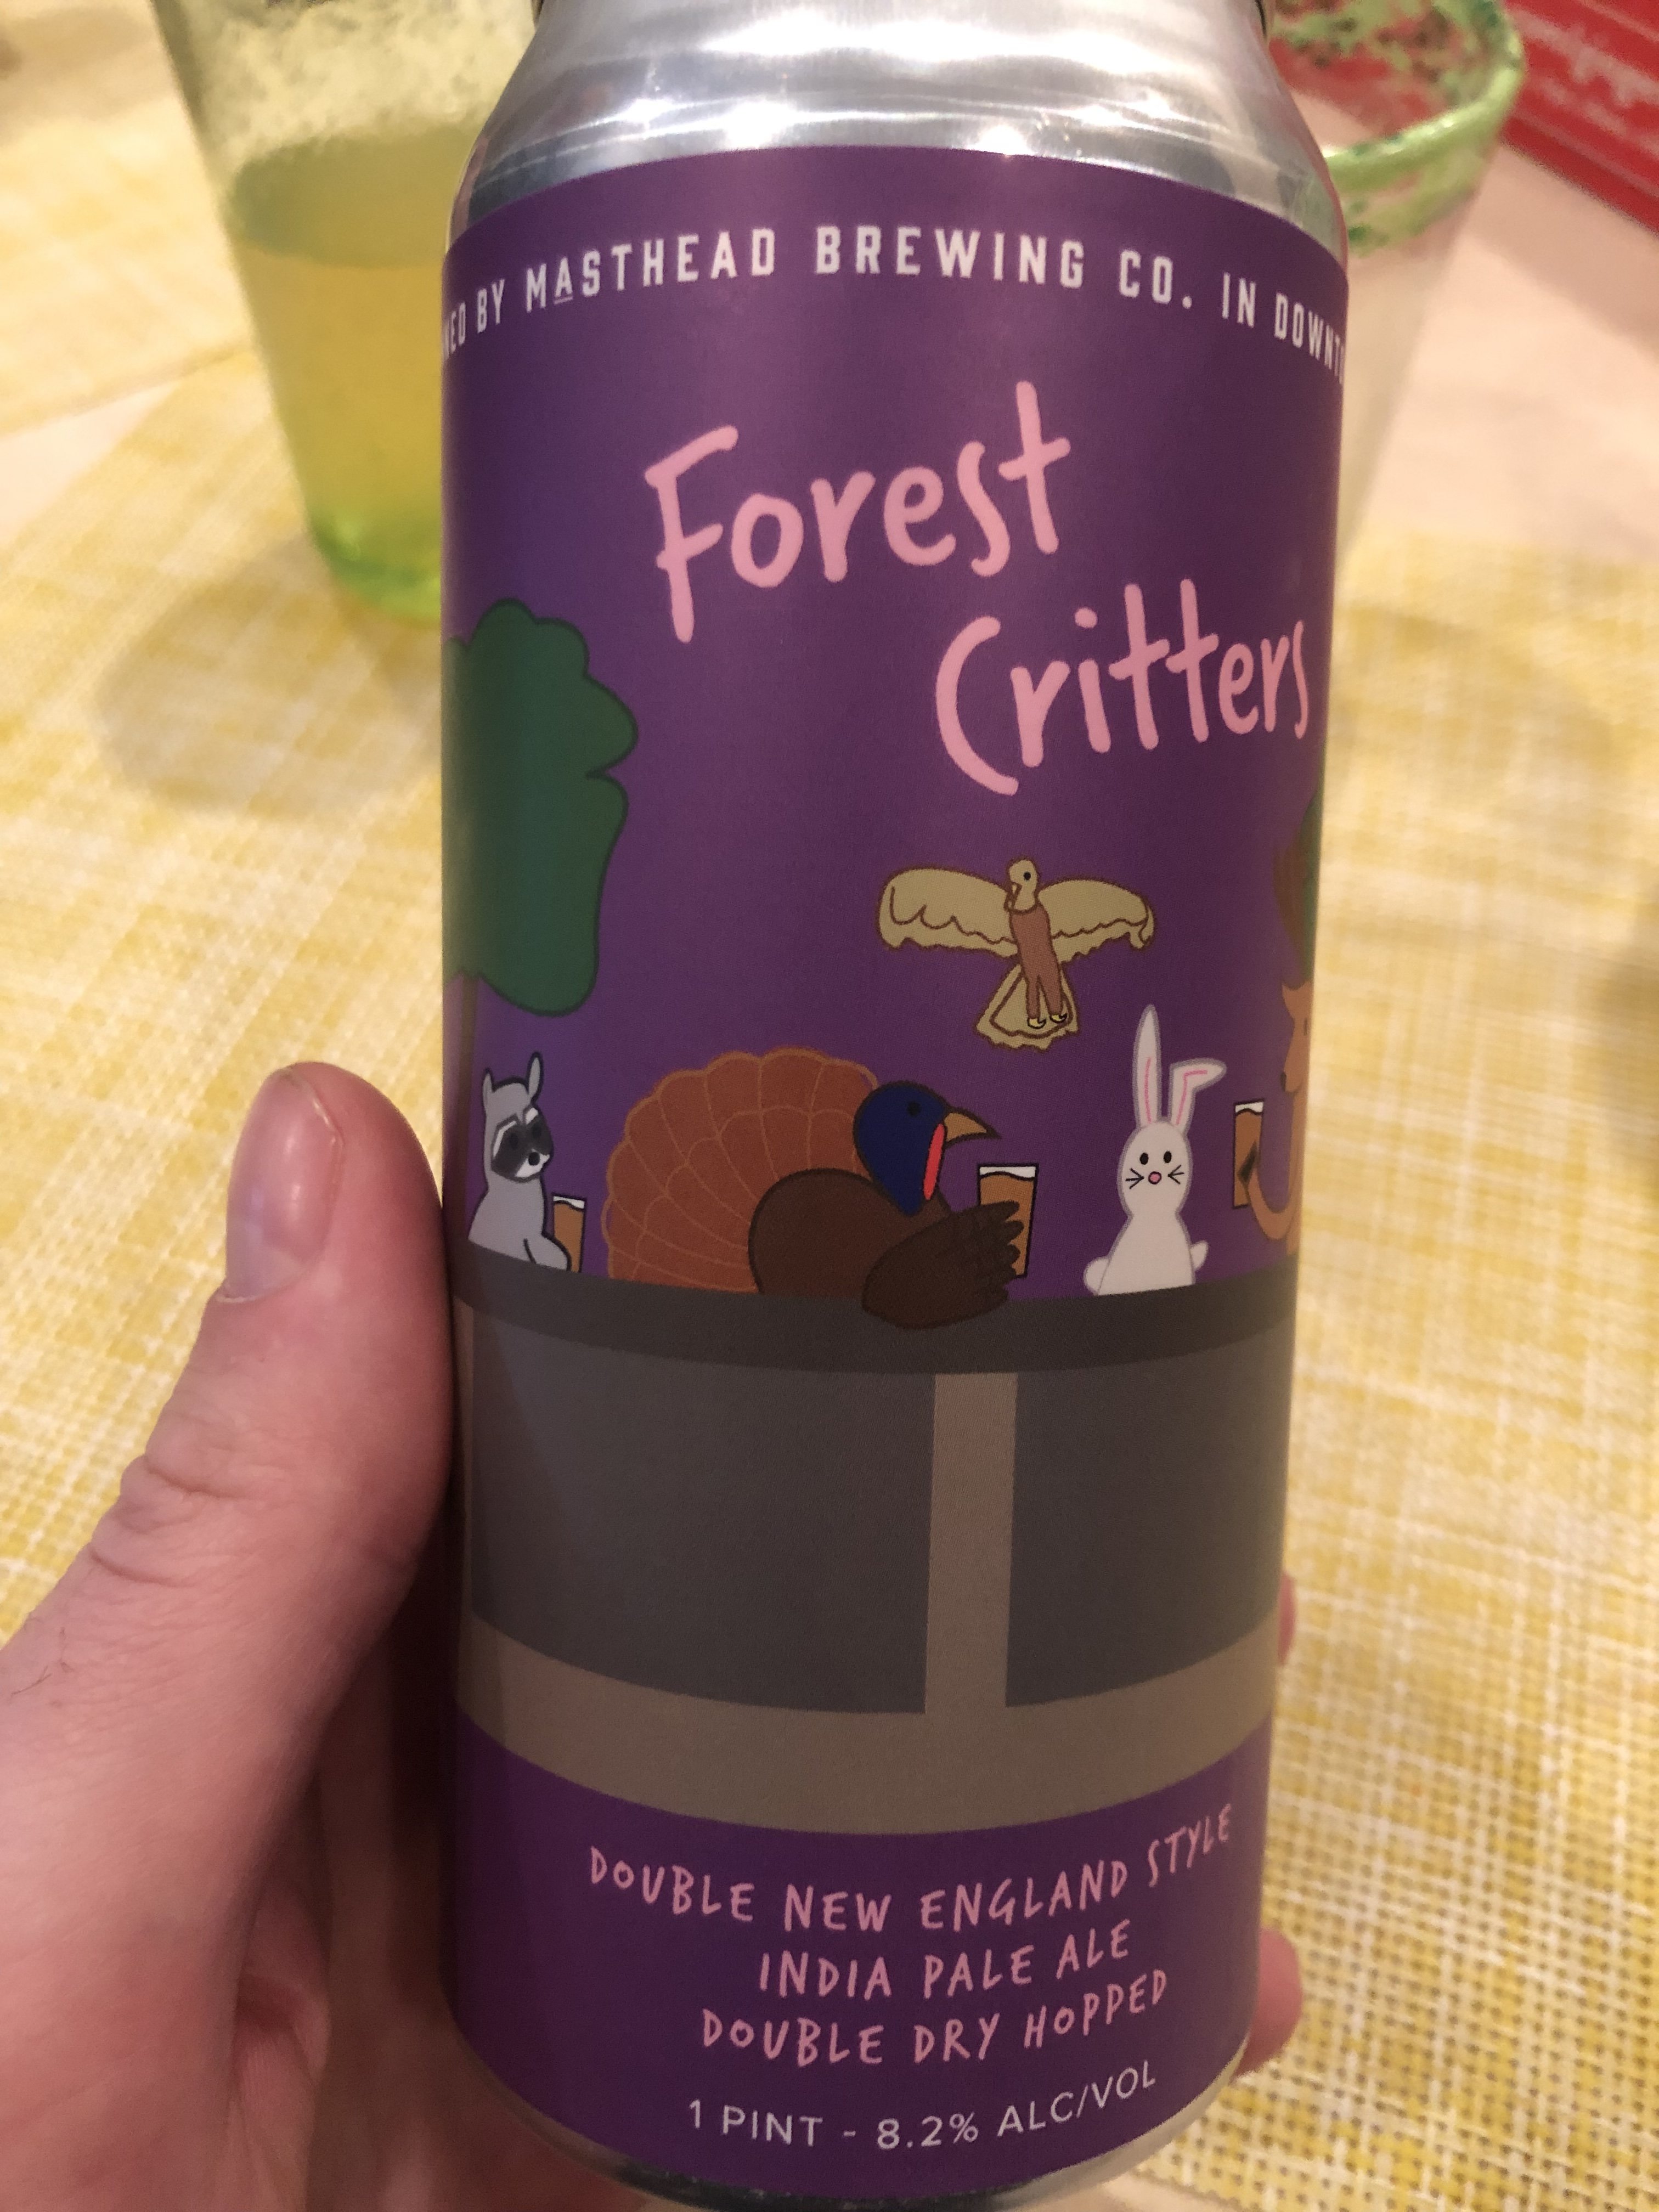 BY MASTHEAD BREWING CO. IN
Forest
Critters
DOUBLE NEW ENGLAND STYLE
INDIA PALE ALE
DOUBLE DRY HOPPED
1 PINT - 8.2% ALC/VOL